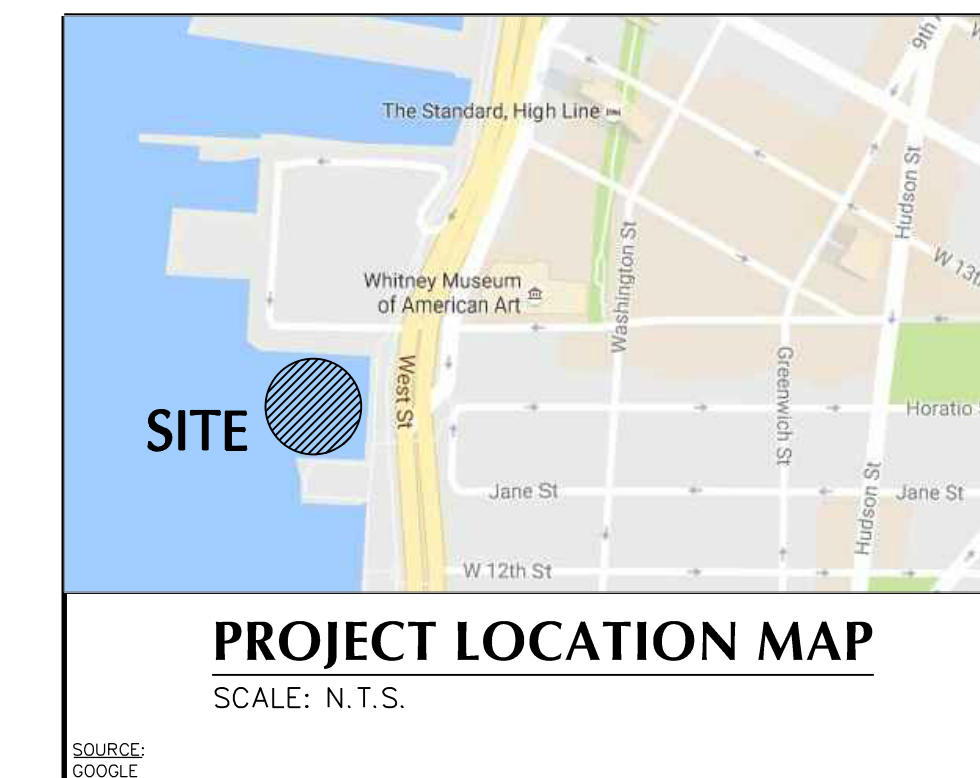 9th
The Standard, High Line
Hudson St
W 13th
Whitney Museum
of American Art
Washington St
West St
Greenwich St
Horatio
SITE
Hudson St
Jane St
Jane St
W 12th St
PROJECT LOCATION MAP
SCALE: N.T.S.
SOURCE:
GOOGLE